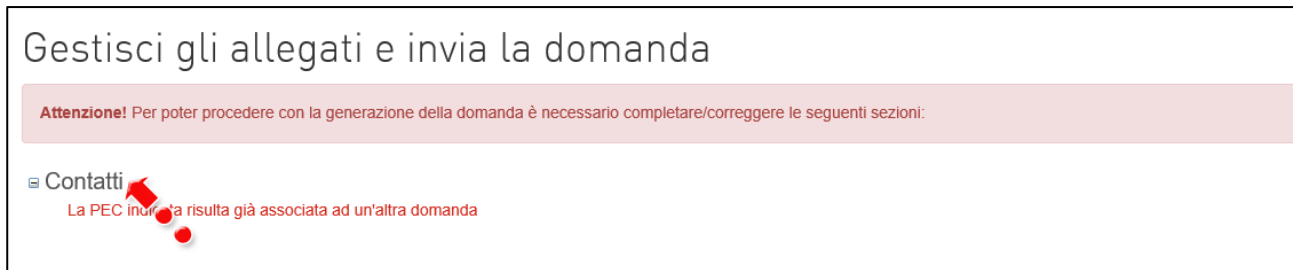 Gestisci gli allegati e invia la domanda
Attenzione! Per poter procedere con la generazione della domanda è necessario completare/correggere le seguenti sezioni:
Contatti
La PEC indicata risulta già associata ad un'altra domanda